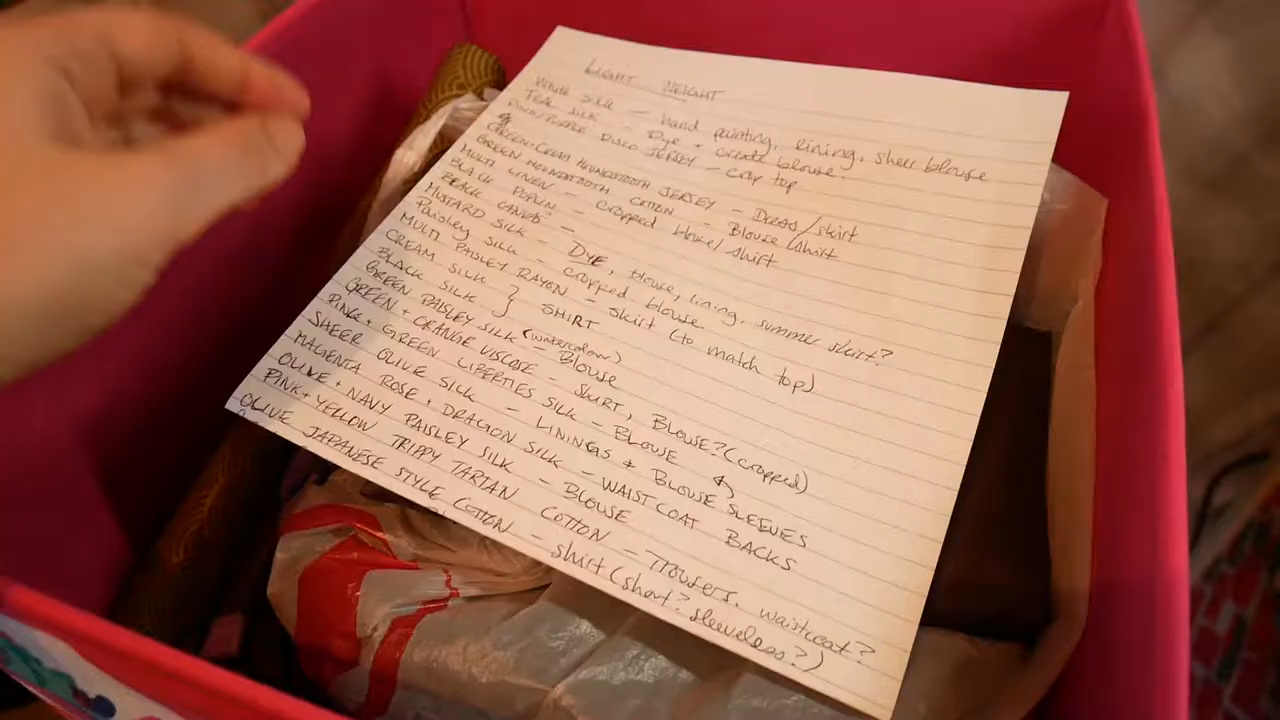 LIGHT WEIGHT
White SILK - hand painting, lining, sheer blouse
TEAL SILK - Dye + create blouse.
DISCO JERSEY - crop top
GREEN + CREAM HOUNDSTOOTH JERSEY - DRESS/skirt
GREEN HOUNDSTOOTH COTTON - Blouse/shirt
MULTI LINEN - cropped blouse/shirt
BLACK POPLIN -
BLACK CANVAS -
MUSTARD SILK - DYE, blouse, lining, summer skirt?
Paisley SILK - cropped blouse
MULTI PAISLEY RAYON - skirt (to match top)
CREAM SILK
BLACK SILK } SHIRT
GREEN PAISLEY SILK (watercolour) - Blouse
GREEN + ORANGE VISCOSE - SKIRT, BLOUSE? (cropped)
PINK + GREEN LIBERTIES SILK - BLOUSE
SHEER OLIVE SILK - LININGS & BLOUSE SLEEVES
MAGENTA ROSE + DRAGON SILK - WAISTCOAT BACKS
OLIVE + NAVY PAISLEY SILK - BLOUSE
PINK + YELLOW TRIPPY TARTAN COTTON - Trousers, waistcoat?
OLIVE JAPANESE STYLE COTTON - shirt (short? sleeveless?)